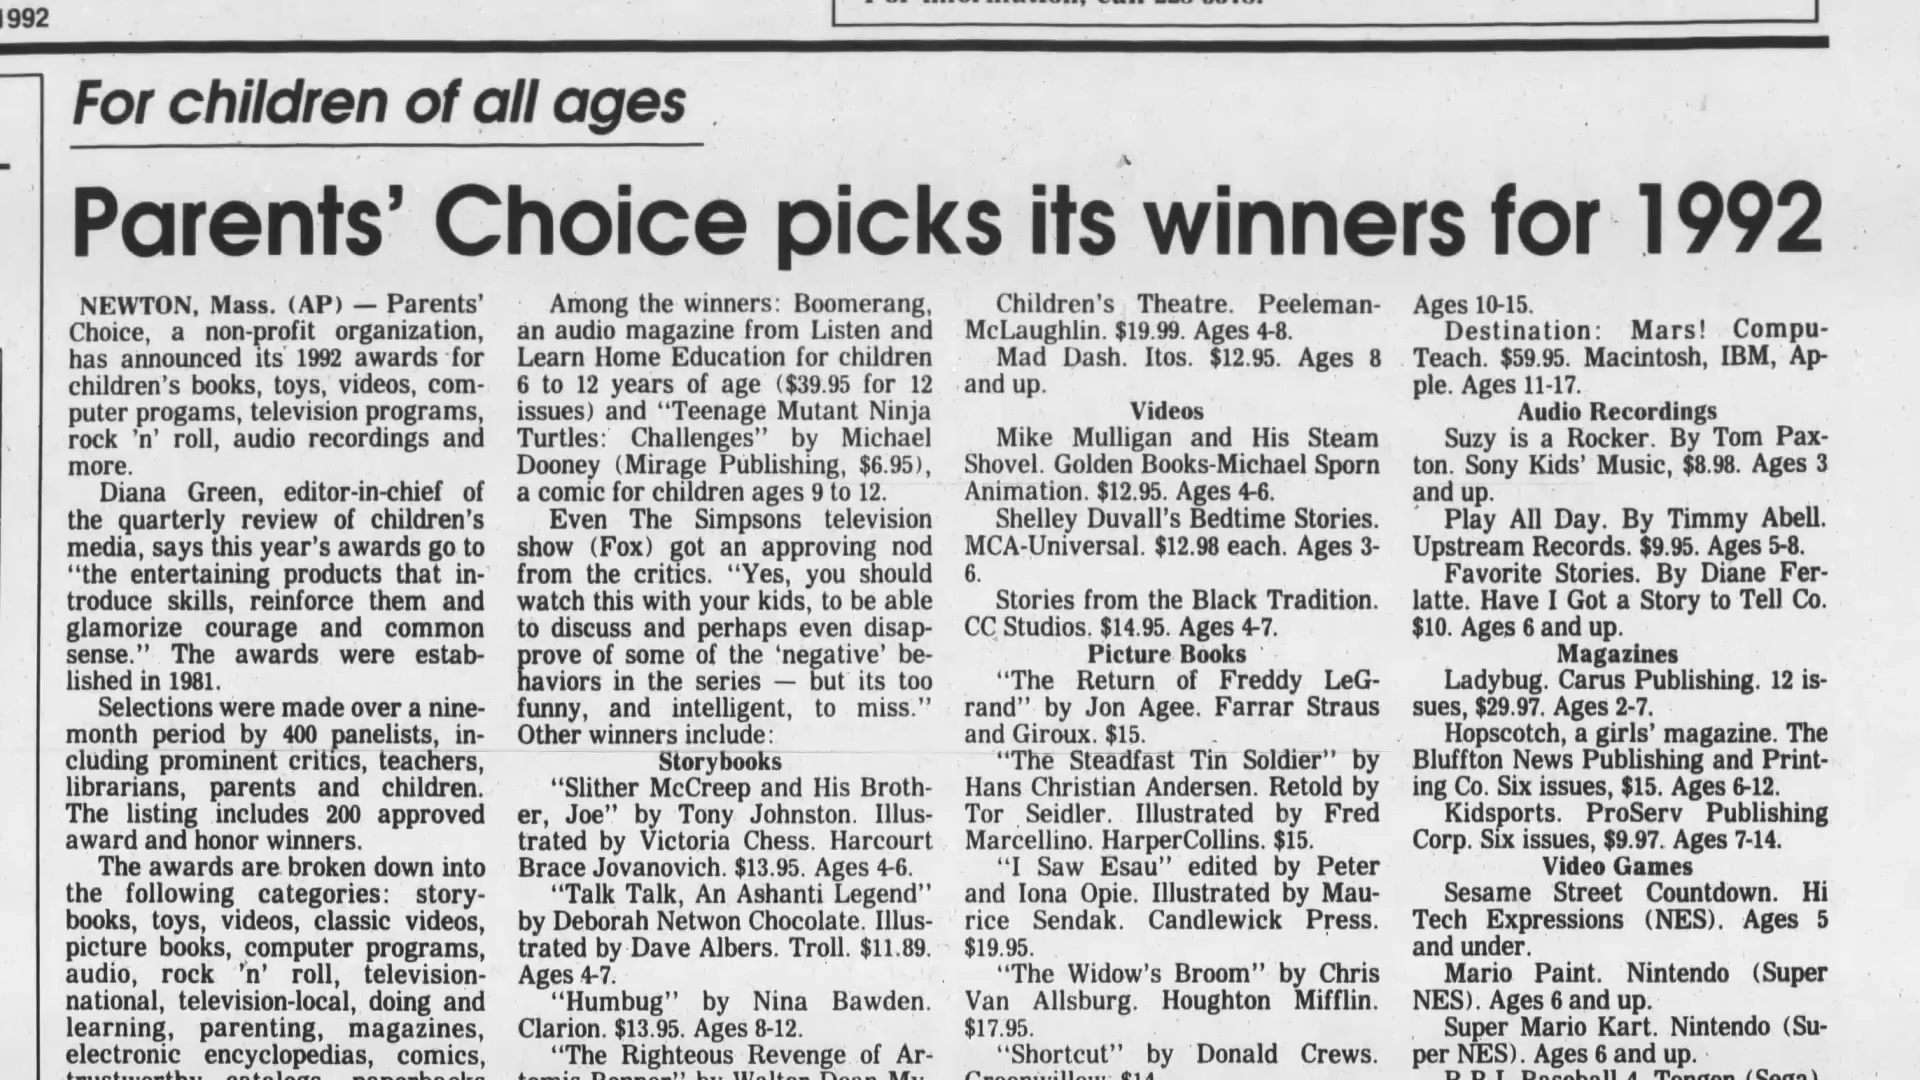 1992
For children of all ages
Parents' Choice picks its winners for 1992
NEWTON, Mass. (AP) — Parents'
Choice, a non-profit organization,
has announced its 1992 awards for
children's books, toys, videos, com-
puter progams, television programs,
rock 'n' roll, audio recordings and
more.
Diana Green, editor-in-chief of
the quarterly review of children's
media, says this year's awards go to
"the entertaining products that in-
troduce skills, reinforce them and
glamorize courage and common
sense." The awards were estab-
lished in 1981.
Selections were made over a nine-
month period by 400 panelists, in-
cluding prominent critics, teachers,
librarians, parents and children.
The listing includes 200 approved
award and honor winners.
The awards are broken down into
the following categories: story-
books, toys, videos, classic videos,
picture books, computer programs,
audio, rock 'n' roll, television-
national, television-local, doing and
learning, parenting, magazines,
electronic encyclopedias, comics,
Among the winners: Boomerang,
an audio magazine from Listen and
Learn Home Education for children
6 to 12 years of age ($39.95 for 12
issues) and "Teenage Mutant Ninja
Turtles: Challenges" by Michael
Dooney (Mirage Publishing, $6.95),
a comic for children ages 9 to 12.
Even The Simpsons television
show (Fox) got an approving nod
from the critics. "Yes, you should
watch this with your kids, to be able
to discuss and perhaps even disap-
prove of some of the 'negative' be-
haviors in the series — but its too
funny, and intelligent, to miss."
Other winners include:
Storybooks
"Slither McCreep and His Broth-
er, Joe" by Tony Johnston. Illus-
trated by Victoria Chess. Harcourt
Brace Jovanovich. $13.95. Ages 4-6.
"Talk Talk, An Ashanti Legend"
by Deborah Netwon Chocolate. Illus-
trated by Dave Albers. Troll. $11.89.
Ages 4-7.
"Humbug" by Nina Bawden.
Clarion. $13.95. Ages 8-12.
"The Righteous Revenge of Ar-
Children's Theatre. Peeleman-
McLaughlin. $19.99. Ages 4-8.
Mad Dash. Itos. $12.95. Ages 8
and up.
Videos
Mike Mulligan and His Steam
Shovel. Golden Books-Michael Sporn
Animation. $12.95. Ages 4-6.
Shelley Duvall's Bedtime Stories.
MCA-Universal. $12.98 each. Ages 3-
6.
Stories from the Black Tradition.
CC Studios. $14.95. Ages 4-7.
Picture Books
"The Return of Freddy LeG-
rand" by Jon Agee. Farrar Straus
and Giroux. $15.
"The Steadfast Tin Soldier" by
Hans Christian Andersen. Retold by
Tor Seidler. Illustrated by Fred
Marcellino. HarperCollins. $15.
"I Saw Esau" edited by Peter
and Iona Opie. Illustrated by Mau-
rice Sendak. Candlewick Press.
$19.95.
"The Widow's Broom" by Chris
Van Allsburg. Houghton Mifflin.
$17.95.
"Shortcut" by Donald Crews.
Ages 10-15.
Destination: Mars! Compu-
Teach. $59.95. Macintosh, IBM, Ap-
ple. Ages 11-17.
Audio Recordings
Suzy is a Rocker. By Tom Pax-
ton. Sony Kids' Music, $8.98. Ages 3
and up.
Play All Day. By Timmy Abell.
Upstream Records. $9.95. Ages 5-8.
Favorite Stories. By Diane Fer-
latte. Have I Got a Story to Tell Co.
$10. Ages 6 and up.
Magazines
Ladybug. Carus Publishing. 12 is-
sues, $29.97. Ages 2-7.
Hopscotch, a girls' magazine. The
Bluffton News Publishing and Print-
ing Co. Six issues, $15. Ages 6-12.
Kidsports. ProServ Publishing
Corp. Six issues, $9.97. Ages 7-14.
Video Games
Sesame Street Countdown. Hi
Tech Expressions (NES). Ages 5
and under.
Mario Paint. Nintendo (Super
NES). Ages 6 and up.
Super Mario Kart. Nintendo (Su-
per NES). Ages 6 and up.